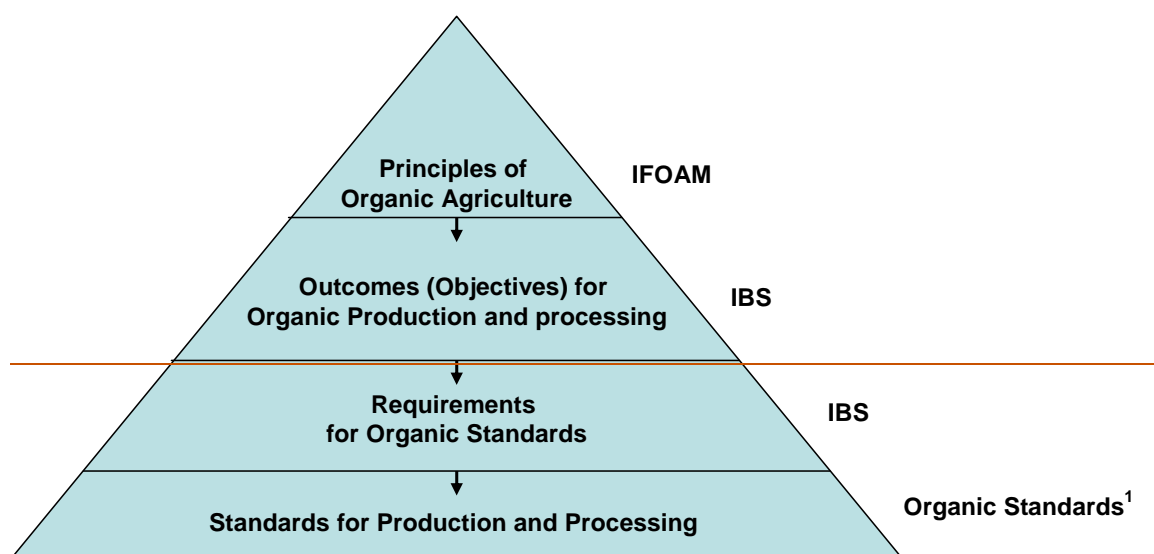 Principles of
Organic Agriculture
IFOAM
Outcomes (Objectives) for
Organic Production and processing
IBS
Requirements
for Organic Standards
IBS
Standards for Production and Processing
Organic Standards¹